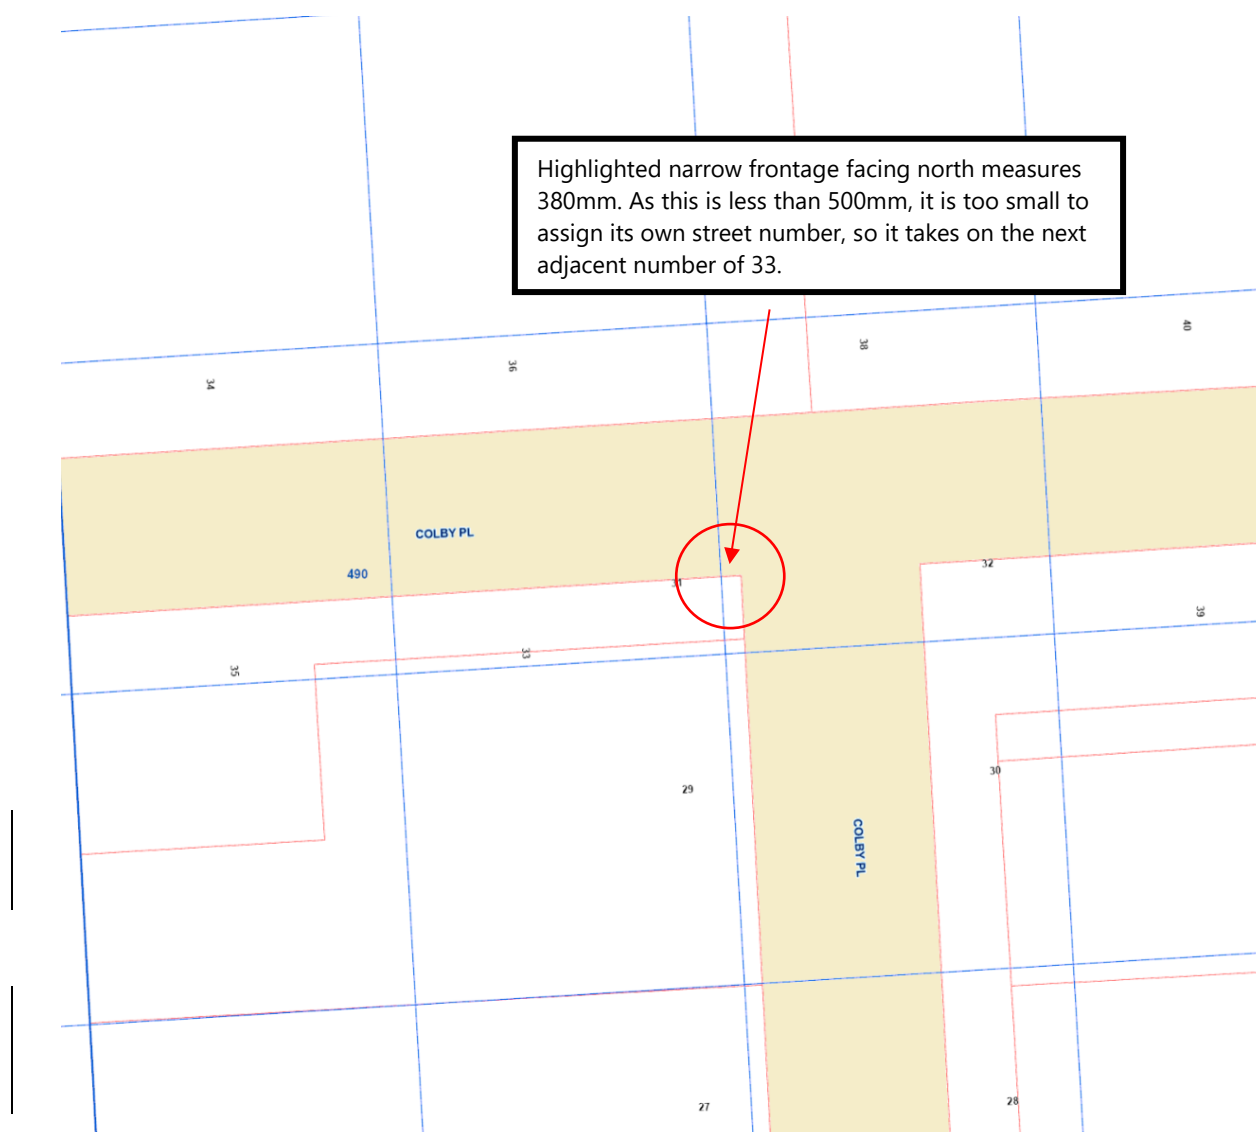 Highlighted narrow frontage facing north measures
380mm. As this is less than 500mm, it is too small to
assign its own street number, so it takes on the next
adjacent number of 33.
34
36
38
40
COLBY PL
490
31
32
33
35
39
29
30
COLBY PL
27
28